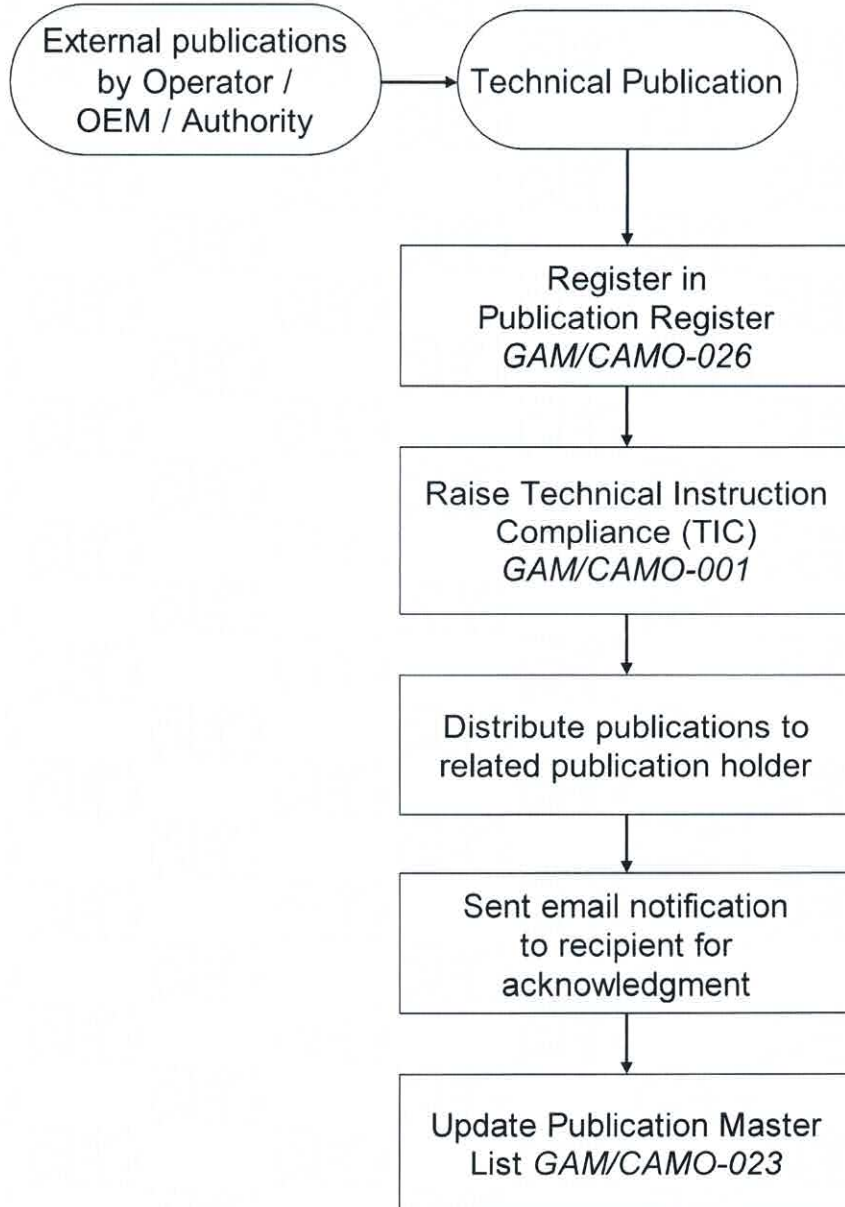 External publications
by Operator /
OEM / Authority
Technical Publication
Register in
Publication Register
GAM/CAMO-026
Raise Technical Instruction
Compliance (TIC)
GAM/CAMO-001
Distribute publications to
related publication holder
Sent email notification
to recipient for
acknowledgment
Update Publication Master
List GAM/CAMO-023